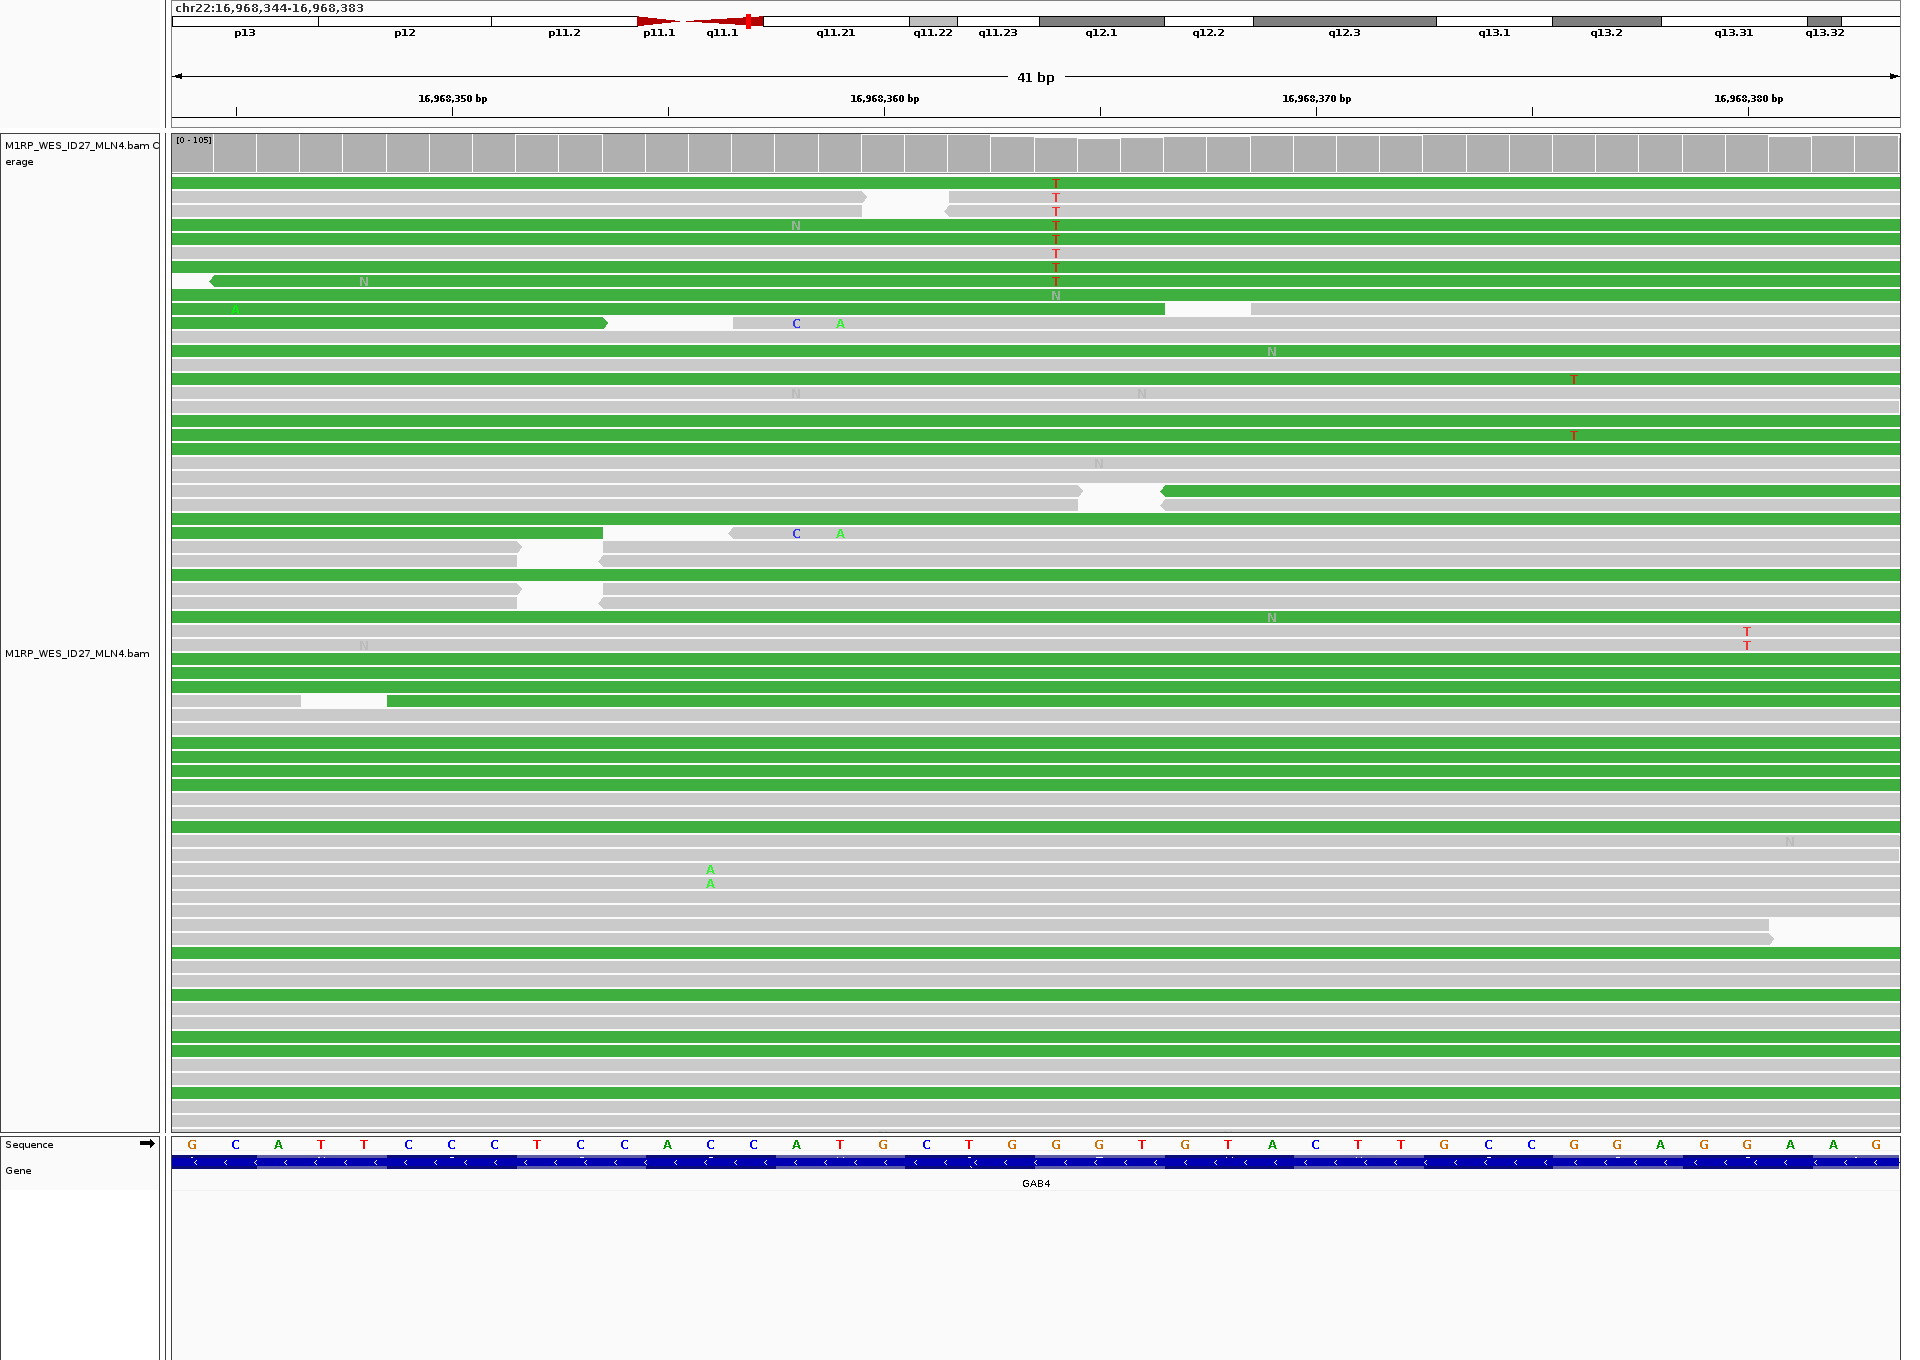 chr22:16,968,344-16,968,383
p13 p12 p11.2 p11.1 q11.1 q11.21 q11.22 q11.23 q12.1 q12.2 q12.3 q13.1 q13.2 q13.31 q13.32
41 bp
16,968,350 bp 16,968,360 bp 16,968,370 bp 16,968,380 bp
M1RP_WES_ID27_MLN4.bam C
erage
[0 - 105]
T
T
T
N T
T
T
T
N T
N
A
C A
N
T
N N
T
N
C A
N
T
N T
M1RP_WES_ID27_MLN4.bam
N
A
A
Sequence G C A T T C C C T C C A C C A T G C T G G G T G T A C T T G C C G G A G G A A G
Gene
GAB4